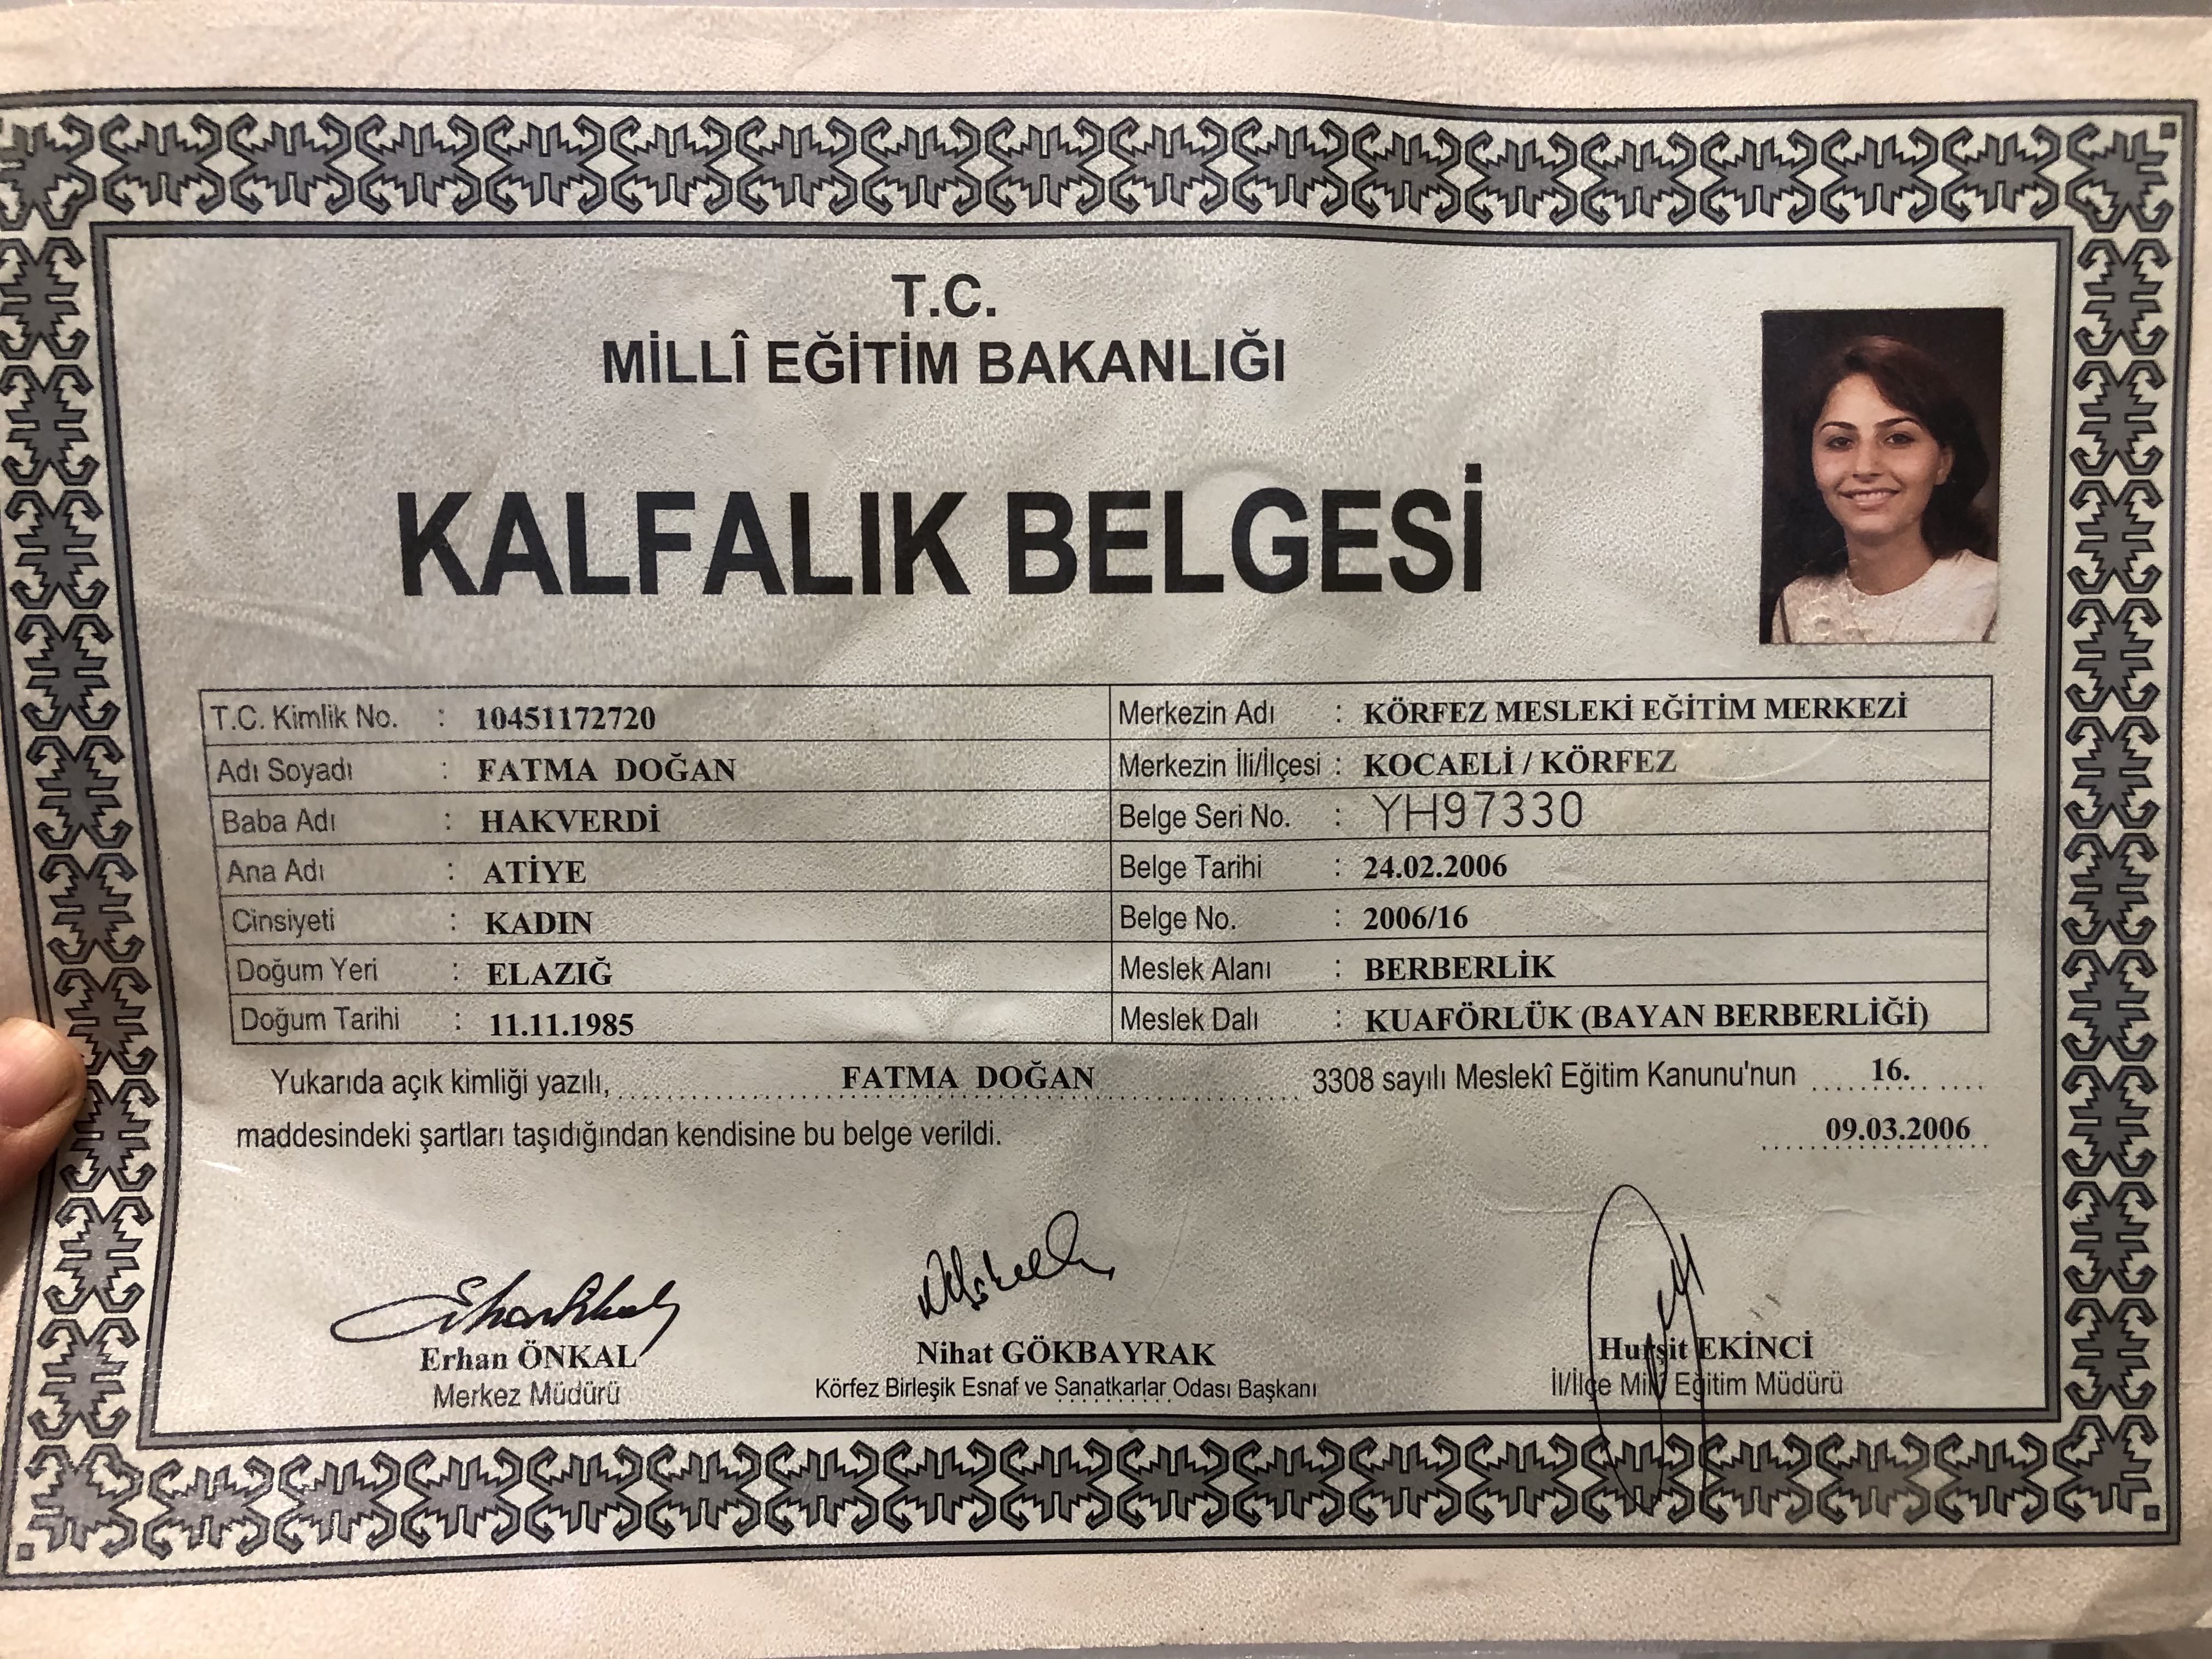 T.C.
MİLLÎ EĞİTİM BAKANLIĞI
KALFALIK BELGESİ
T.C. Kimlik No. : 10451172720
Adı Soyadı : FATMA DOĞAN
Baba Adı : HAKVERDİ
Ana Adı : ATİYE
Cinsiyeti : KADIN
Doğum Yeri : ELAZIĞ
Doğum Tarihi : 11.11.1985
Merkezin Adı : KÖRFEZ MESLEKİ EĞİTİM MERKEZİ
Merkezin İli/İlçesi : KOCAELİ / KÖRFEZ
Belge Seri No. : YH97330
Belge Tarihi : 24.02.2006
Belge No. : 2006/16
Meslek Alanı : BERBERLİK
Meslek Dalı : KUAFÖRLÜK (BAYAN BERBERLİĞİ)
Yukarıda açık kimliği yazılı, FATMA DOĞAN 3308 sayılı Meslekî Eğitim Kanunu'nun 16.
maddesindeki şartları taşıdığından kendisine bu belge verildi. 09.03.2006
Erhan ÖNKAL
Merkez Müdürü
Nihat GÖKBAYRAK
Körfez Birleşik Esnaf ve Sanatkarlar Odası Başkanı
Hurşit EKİNCİ
İl/İlçe Millî Eğitim Müdürü